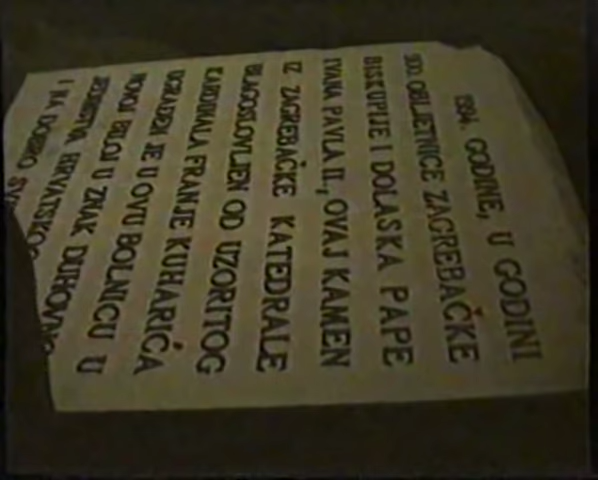 1994. GODINE, U GODINI
900. OBLJETNICE ZAGREBAČKE
BISKUPIJE I DOLASKA PAPE
IVANA PAVLA II., OVAJ KAMEN
IZ ZAGREBAČKE KATEDRALE
BLAGOSLOVLJEN OD UZORITOG
KARDINALA FRANJE KUHARIĆA
UGRAĐEN JE U OVU BOLNICU U
NOVOJ BILOJ U ZNAK DUHOVNOG
JEDINSTVA HRVATSKOG
I NA DOBRO